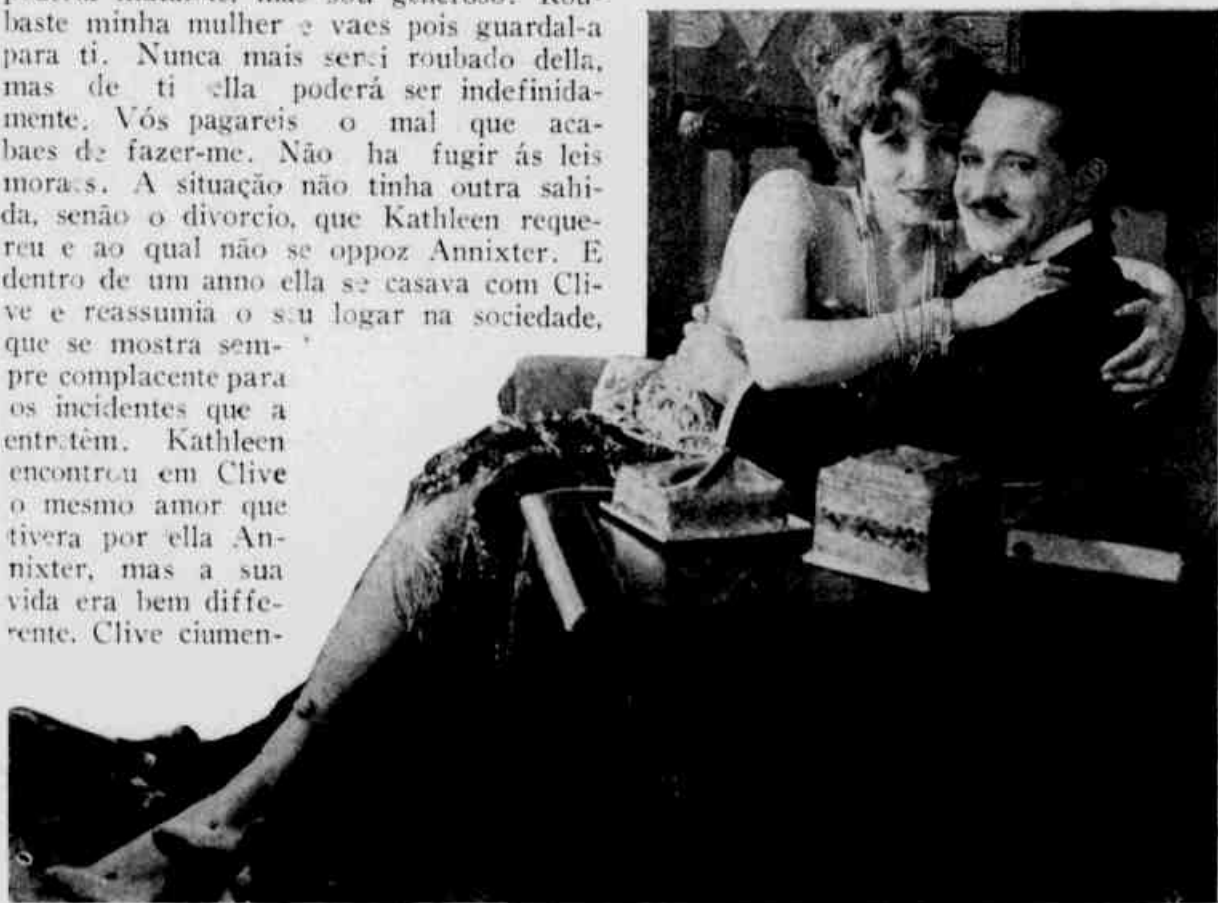 mas sou generoso. Rou-
baste minha mulher e vaes pois guardal-a
para ti. Nunca mais serei roubado della,
mas de ti ella poderá ser indefinida-
mente. Vós pagareis o mal que aca-
baes de fazer-me. Não ha fugir ás leis
moraes. A situação não tinha outra sahi-
da, senão o divorcio, que Kathleen reque-
reu e ao qual não se oppoz Annixter. E
dentro de um anno ella se casava com Cli-
ve e reassumia o seu logar na sociedade,
que se mostra sem-
pre complacente para
os incidentes que a
entretêm. Kathleen
encontrou em Clive
o mesmo amor que
tivera por ella An-
nixter, mas a sua
vida era bem diffe-
rente. Clive ciumen-